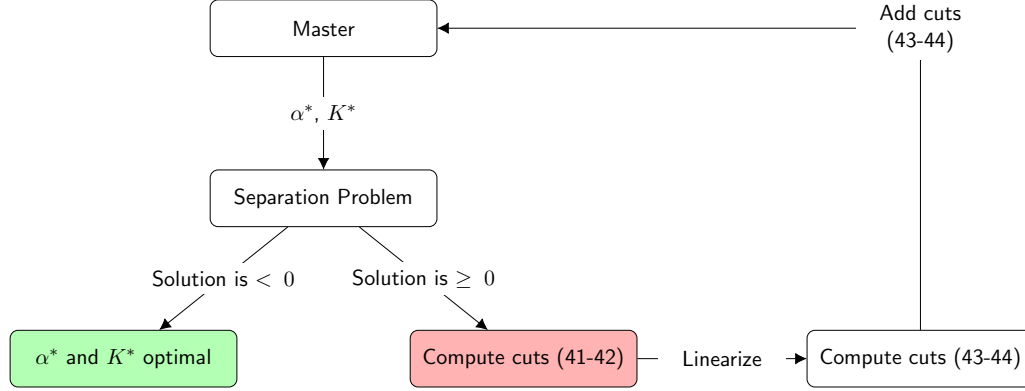 Master
Add cuts
(43-44)
α*, K*
Separation Problem
Solution is < 0
Solution is ≥ 0
α* and K* optimal
Compute cuts (41-42)
Linearize
Compute cuts (43-44)